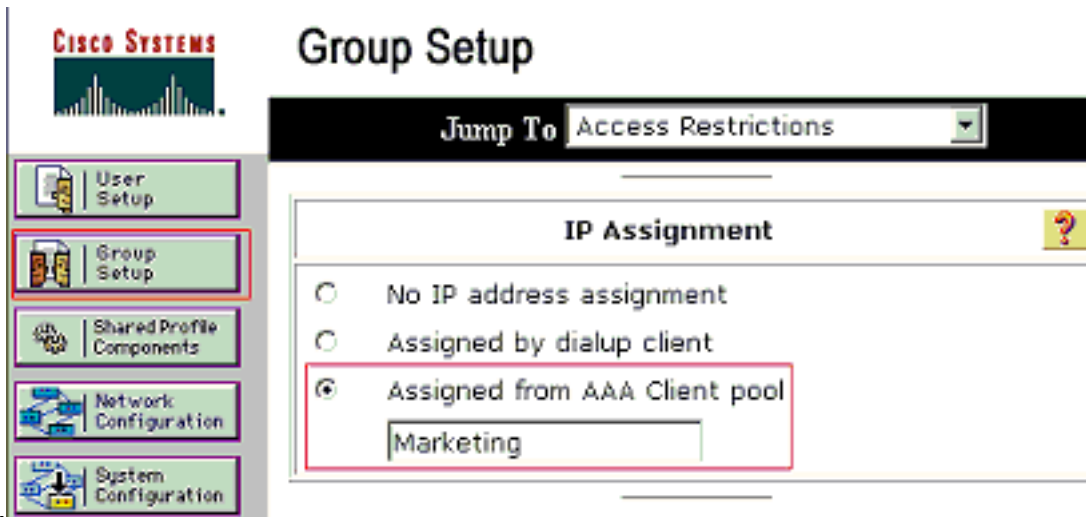 CISCO SYSTEMS
Group Setup
Jump To Access Restrictions
User
Setup
Group
Setup
Shared Profile
Components
Network
Configuration
System
Configuration
IP Assignment
?
No IP address assignment
Assigned by dialup client
Assigned from AAA Client pool
Marketing